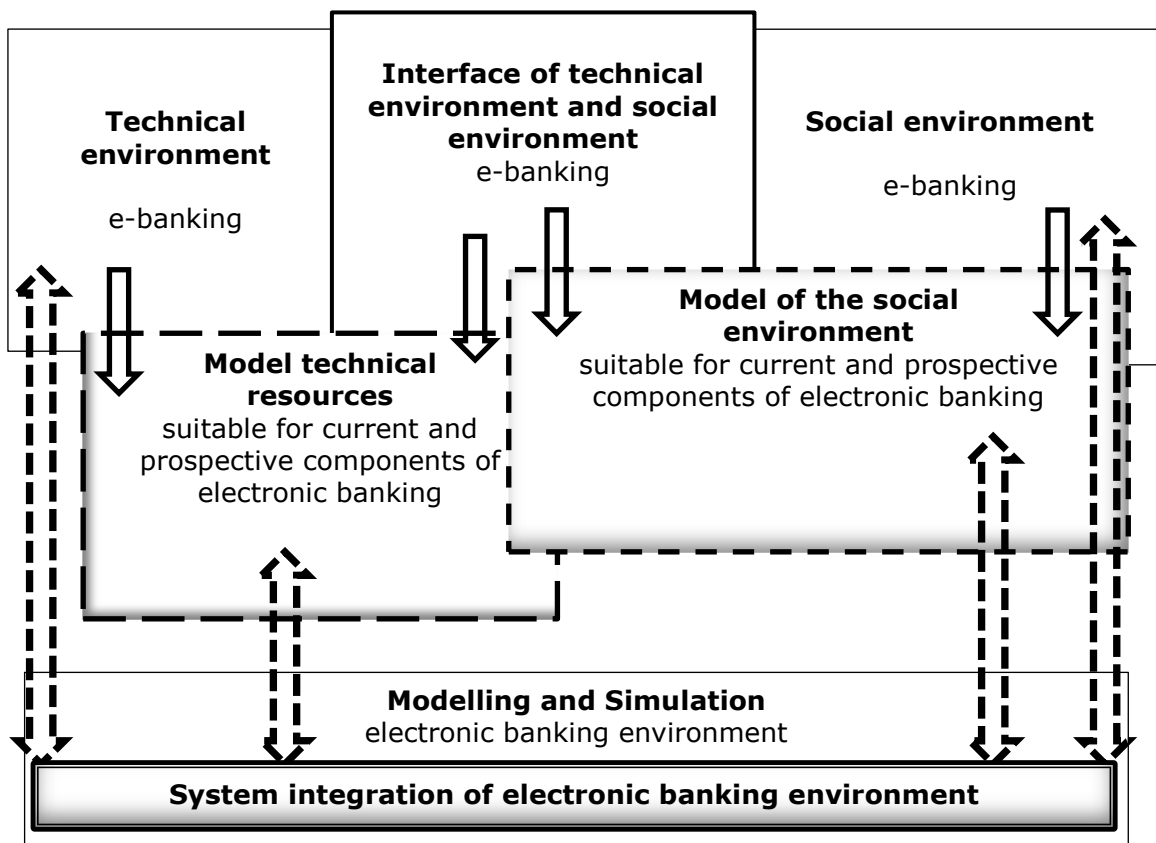 Technical
environment
e-banking
Interface of technical
environment and social
environment
e-banking
Social environment
e-banking
Model technical
resources
suitable for current and
prospective components of
electronic banking
Model of the social
environment
suitable for current and prospective
components of electronic banking
Modelling and Simulation
electronic banking environment
System integration of electronic banking environment